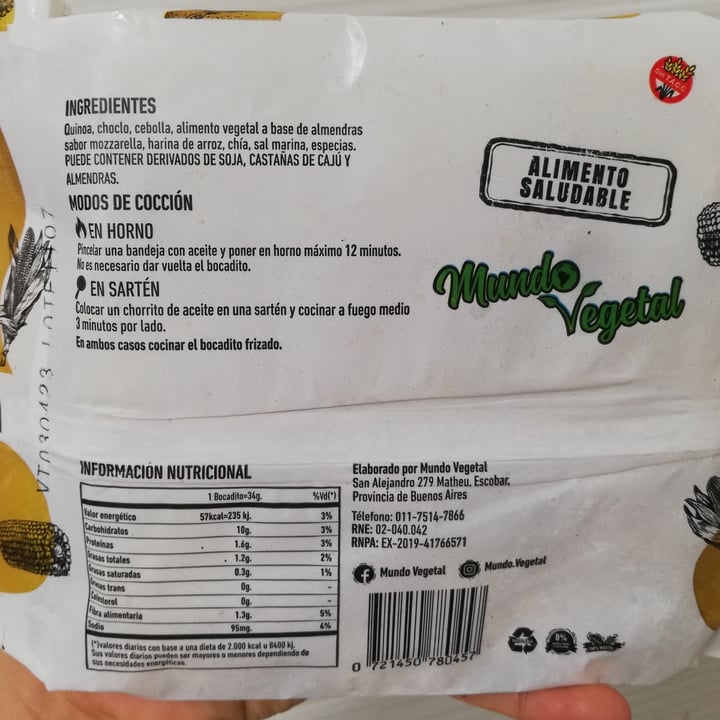 INGREDIENTES
Quinoa, choclo, cebolla, alimento vegetal a base de almendras
sabor mozzarella, harina de arroz, chía, sal marina, especias.
PUEDE CONTENER DERIVADOS DE SOJA, CASTAÑAS DE CAJÚ Y
ALMENDRAS.
MODOS DE COCCIÓN
EN HORNO
Pincelar una bandeja con aceite y poner en horno máximo 12 minutos.
No es necesario dar vuelta el bocadito.
EN SARTÉN
Colocar un chorrito de aceite en una sartén y cocinar a fuego medio
3 minutos por lado.
En ambos casos cocinar el bocadito frizado.
Sin T.A.C.C.
ALIMENTO
SALUDABLE
Mundo
Vegetal
INFORMACIÓN NUTRICIONAL
1 Bocadito=34g. %Vd(*)
Valor energético 57kcal=235 kj. 3%
Carbohidratos 10g. 3%
Proteínas 1.6g. 3%
Grasas totales 1.2g. 2%
Grasas saturadas 0.3g. 1%
Grasas trans 0g. -
Colesterol 0g. -
Fibra alimentaria 1.3g. 5%
Sodio 95mg. 4%
(*)valores diarios con base a una dieta de 2.000 kcal u 8400 kj.
Sus valores diarios pueden ser mayores o menores dependiendo de
sus necesidades energéticas.
Elaborado por Mundo Vegetal
San Alejandro 279 Matheu, Escobar,
Provincia de Buenos Aires
Télefono: 011-7514-7866
RNE: 02-040.042
RNPA: EX-2019-41766571
Mundo Vegetal Mundo.Vegetal
0 721450 780457
0%